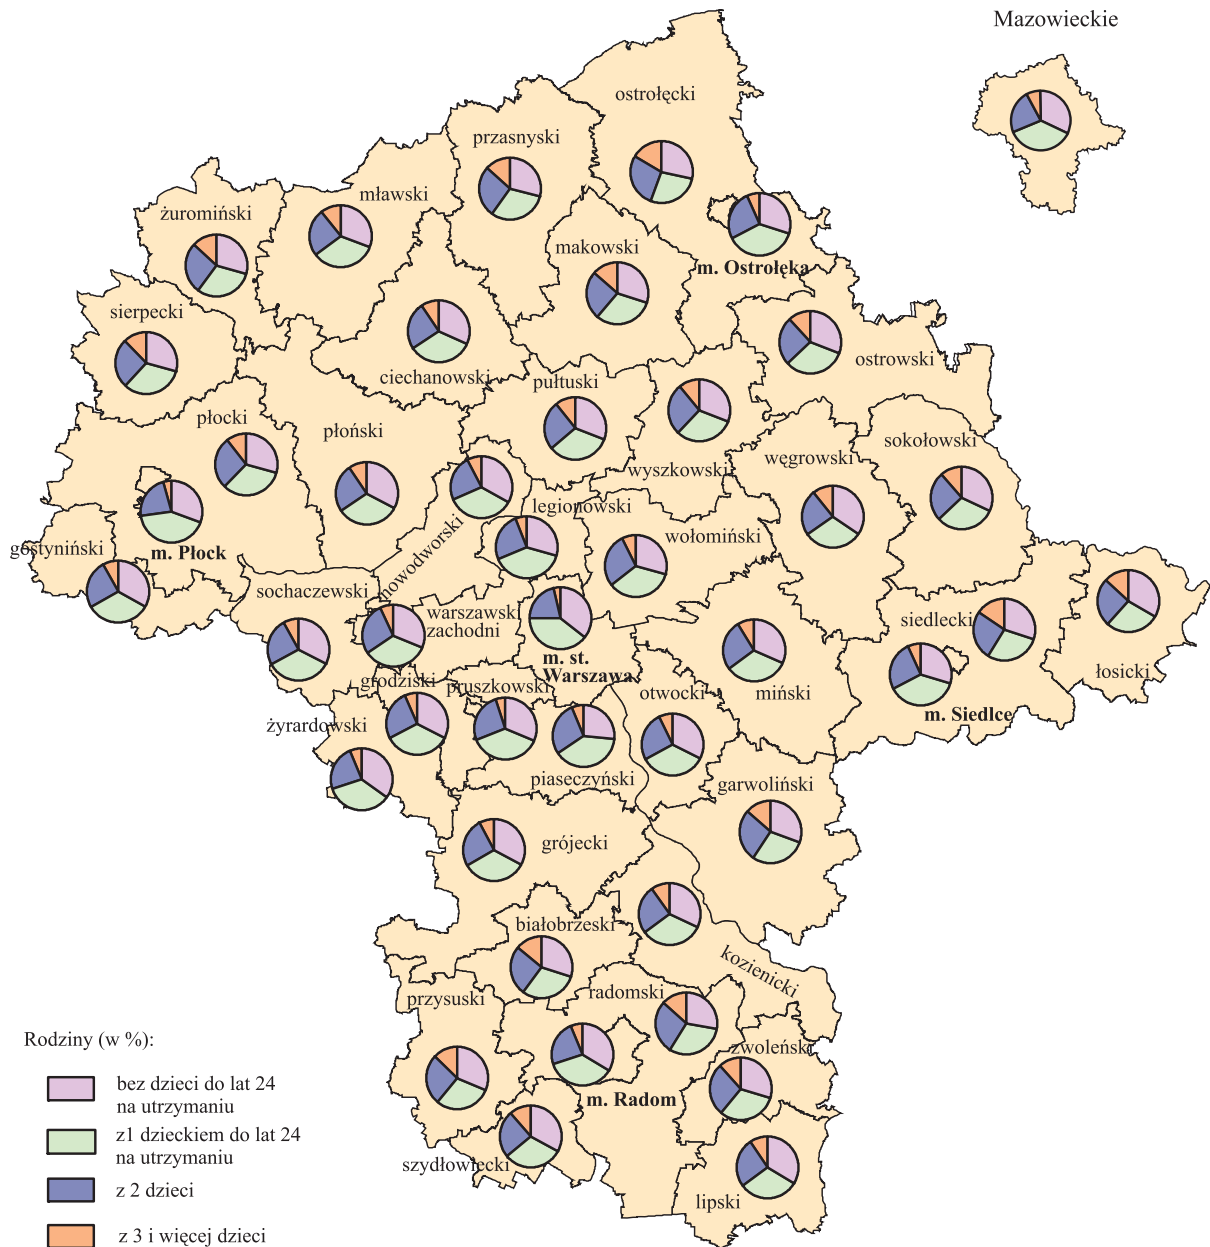 Mazowieckie
ostrołęcki
przasnyski
mławski
żuromiński
makowski
m. Ostrołęka
sierpecki
ostrowski
ciechanowski
pułtuski
płocki
płoński
sokołowski
węgrowski
wyszkowski
legionowski
wołomiński
gostyniński
m. Płock
nowodworski
sochaczewski
warszawski
zachodni
siedlecki
m. st.
Warszawa
łosicki
grodziski
pruszkowski
otwocki
miński
m. Siedlce
żyrardowski
piaseczyński
garwoliński
grójecki
białobrzeski
kozienicki
przysuski
radomski
zwoleński
m. Radom
szydłowiecki
lipski
Rodziny (w %):
bez dzieci do lat 24
na utrzymaniu
z1 dzieckiem do lat 24
na utrzymaniu
z 2 dzieci
z 3 i więcej dzieci